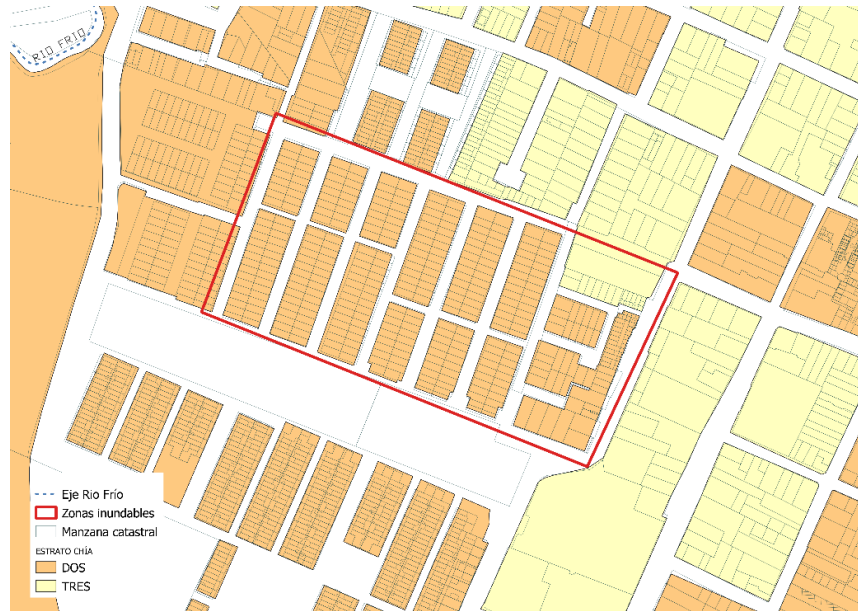 RIO FRIO
Eje Rio Frío
Zonas inundables
Manzana catastral
ESTRATO CHÍA
DOS
TRES